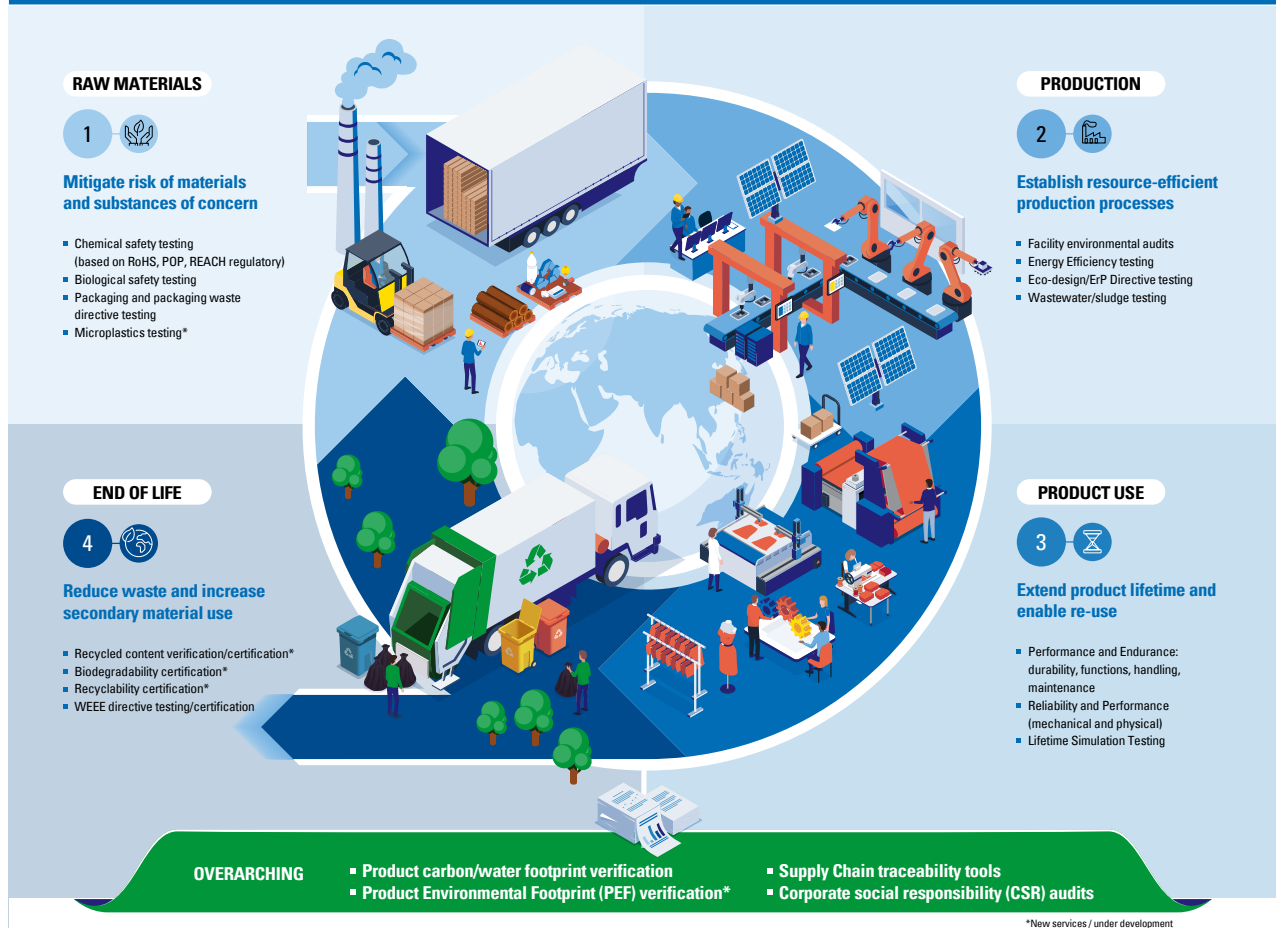 RAW MATERIALS
1
Mitigate risk of materials
and substances of concern
Chemical safety testing
(based on RoHS, POP, REACH regulatory)
Biological safety testing
Packaging and packaging waste
directive testing
Microplastics testing*
PRODUCTION
2
Establish resource-efficient
production processes
Facility environmental audits
Energy Efficiency testing
Eco-design/ErP Directive testing
Wastewater/sludge testing
PRODUCT USE
3
Extend product lifetime and
enable re-use
Performance and Endurance:
durability, functions, handling,
maintenance
Reliability and Performance
(mechanical and physical)
Lifetime Simulation Testing
END OF LIFE
4
Reduce waste and increase
secondary material use
Recycled content verification/certification*
Biodegradability certification*
Recyclability certification*
WEEE directive testing/certification
OVERARCHING
Product carbon/water footprint verification
Product Environmental Footprint (PEF) verification*
Supply Chain traceability tools
Corporate social responsibility (CSR) audits
*New services / under development